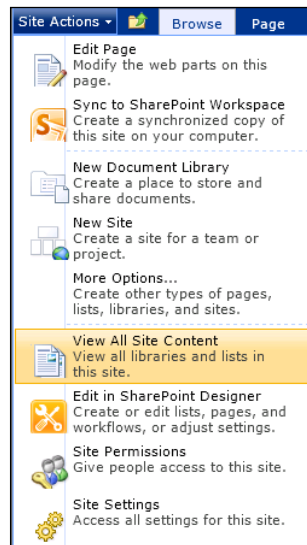 Site Actions Browse Page
Edit Page
Modify the web parts on this
page.
Sync to SharePoint Workspace
Create a synchronized copy of
this site on your computer.
New Document Library
Create a place to store and
share documents.
New Site
Create a site for a team or
project.
More Options...
Create other types of pages,
lists, libraries, and sites.
View All Site Content
View all libraries and lists in
this site.
Edit in SharePoint Designer
Create or edit lists, pages, and
workflows, or adjust settings.
Site Permissions
Give people access to this site.
Site Settings
Access all settings for this site.